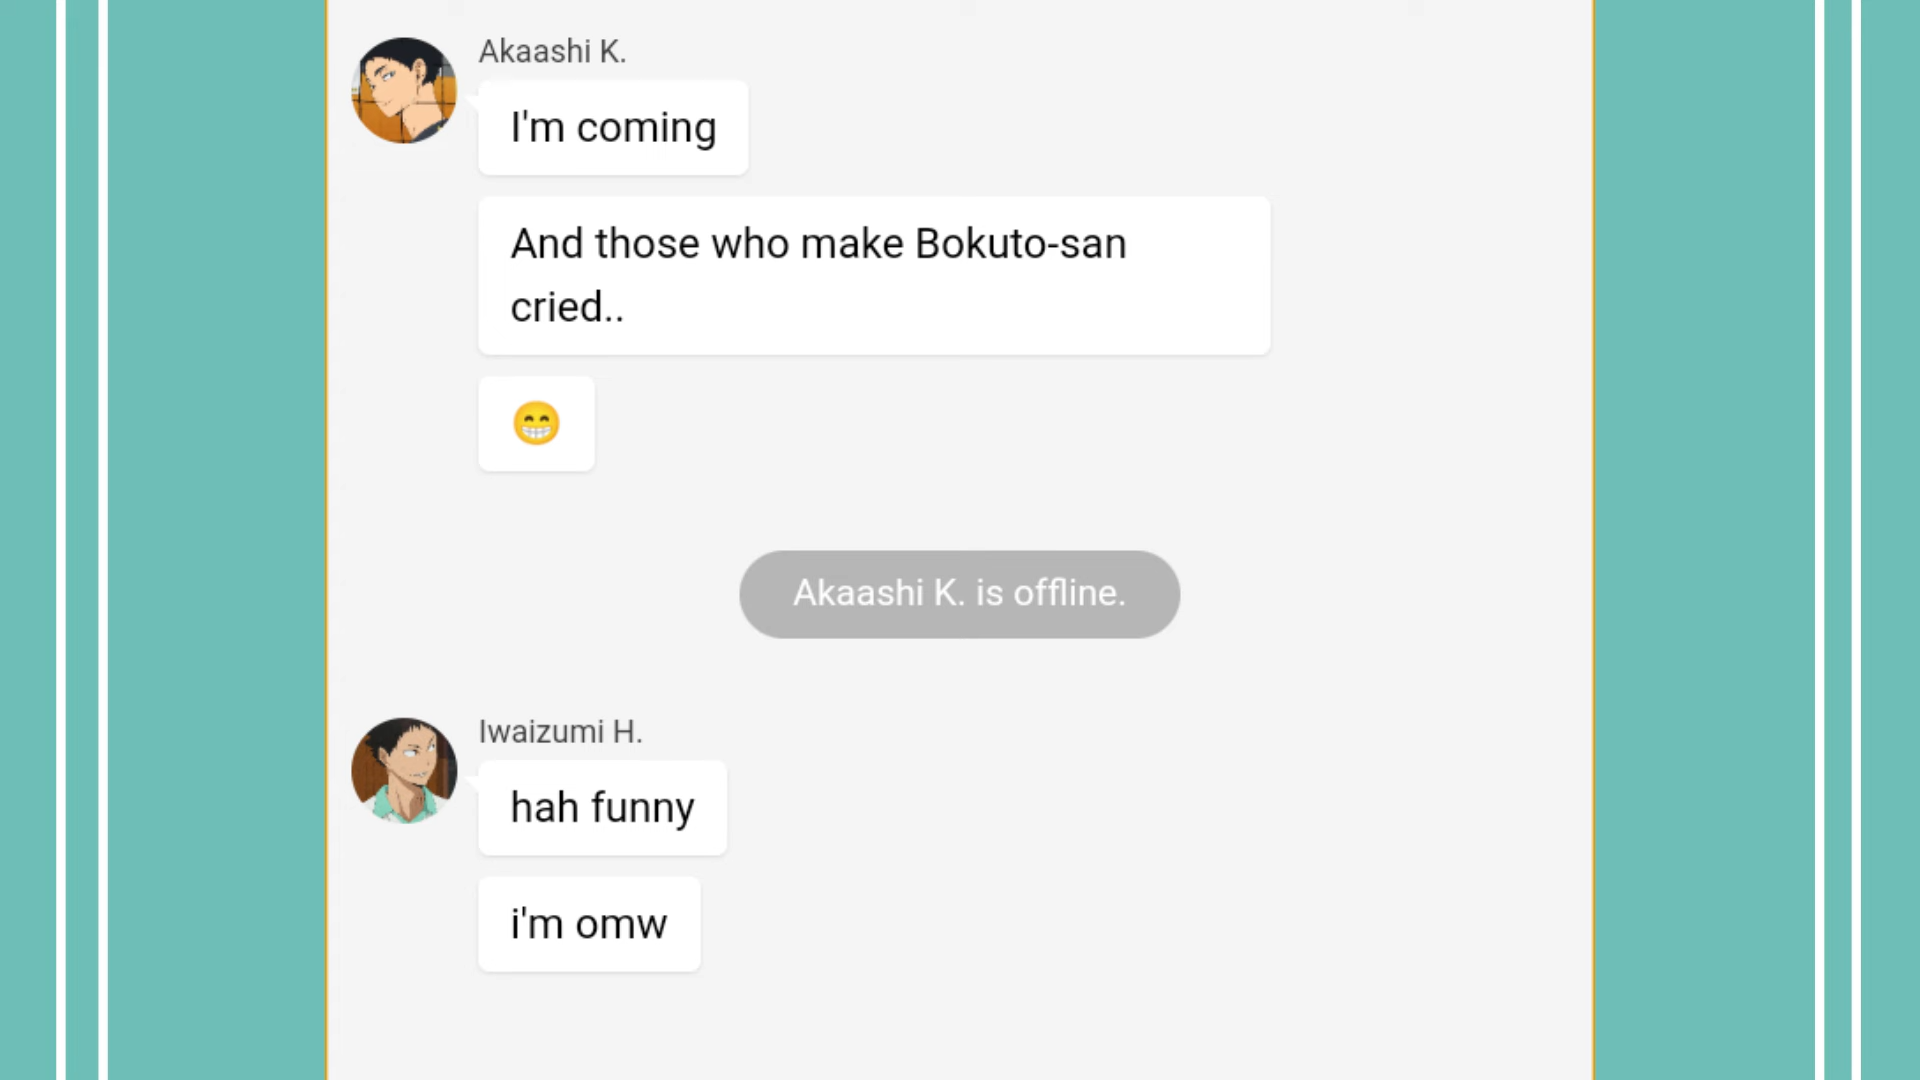 Akaashi K.
I'm coming
And those who make Bokuto-san
cried..
😁
Akaashi K. is offline.
Iwaizumi H.
hah funny
i'm omw